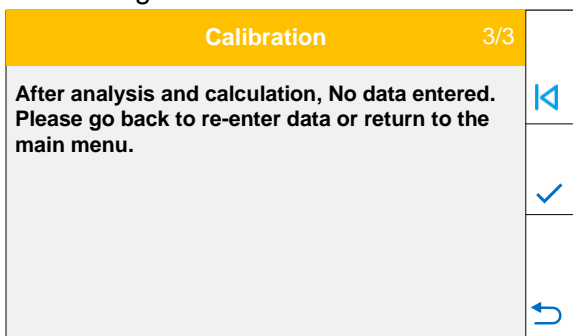 Calibration 3/3
After analysis and calculation, No data entered.
Please go back to re-enter data or return to the
main menu.